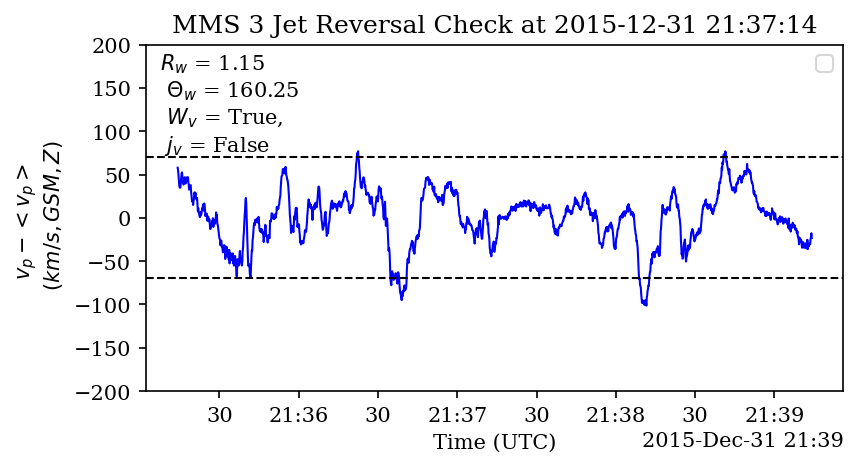 MMS 3 Jet Reversal Check at 2015-12-31 21:37:14
200
150
100
50
0
−50
−100
−150
−200
v_p − < v_p >
(km/s, GSM, Z)
R_w = 1.15
Θ_w = 160.25
W_v = True,
j_v = False
30 21:36 30 21:37 30 21:38 30 21:39
Time (UTC)
2015-Dec-31 21:39